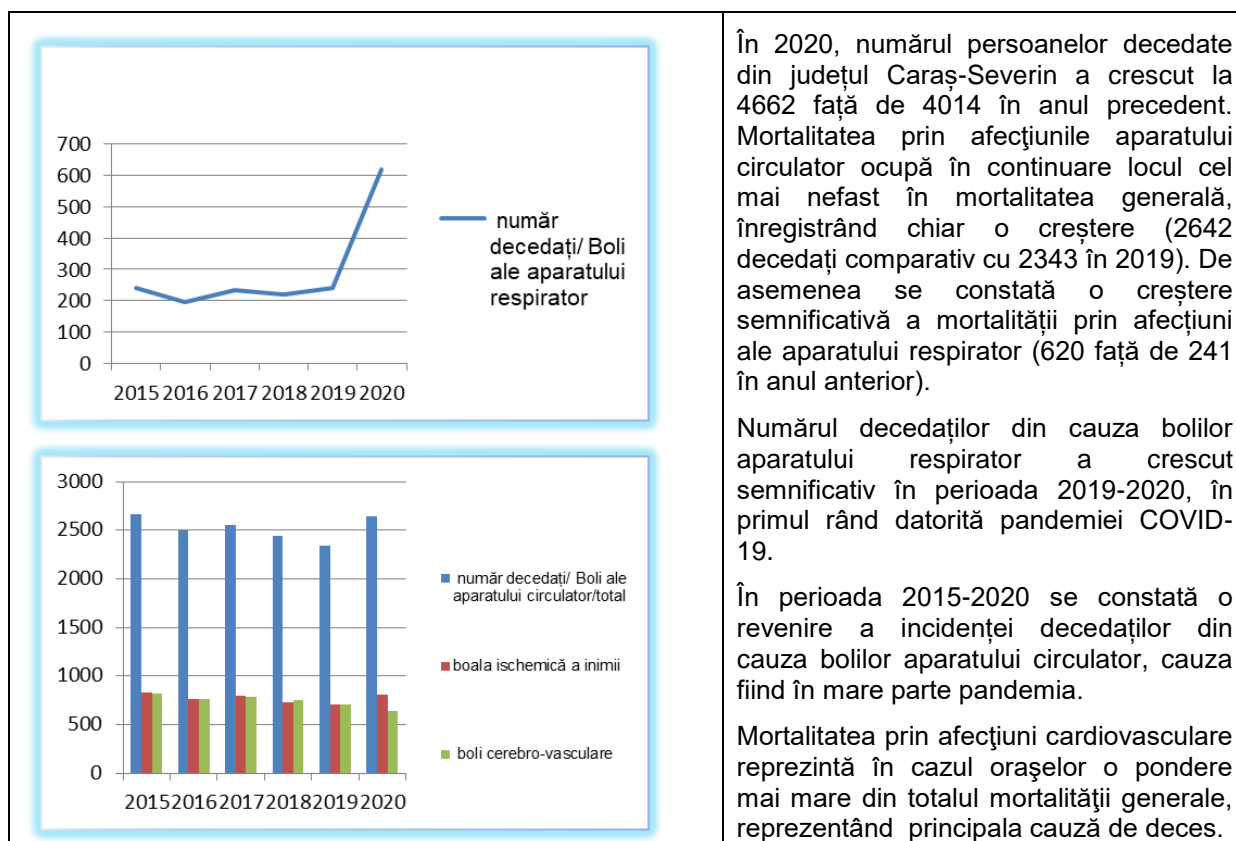 700
600
500
400
300
200
100
0
2015 2016 2017 2018 2019 2020
număr
decedați/ Boli
ale aparatului
respirator
3000
2500
2000
1500
1000
500
0
2015 2016 2017 2018 2019 2020
număr decedați/ Boli ale
aparatului circulator/total
boala ischemică a inimii
boli cerebro-vasculare
În 2020, numărul persoanelor decedate
din județul Caraș-Severin a crescut la
4662 față de 4014 în anul precedent.
Mortalitatea prin afecţiunile aparatului
circulator ocupă în continuare locul cel
mai nefast în mortalitatea generală,
înregistrând chiar o creștere (2642
decedați comparativ cu 2343 în 2019). De
asemenea se constată o creștere
semnificativă a mortalității prin afecțiuni
ale aparatului respirator (620 față de 241
în anul anterior).
Numărul decedaților din cauza bolilor
aparatului respirator a crescut
semnificativ în perioada 2019-2020, în
primul rând datorită pandemiei COVID-
19.
În perioada 2015-2020 se constată o
revenire a incidenței decedaților din
cauza bolilor aparatului circulator, cauza
fiind în mare parte pandemia.
Mortalitatea prin afecţiuni cardiovasculare
reprezintă în cazul oraşelor o pondere
mai mare din totalul mortalităţii generale,
reprezentând principala cauză de deces.